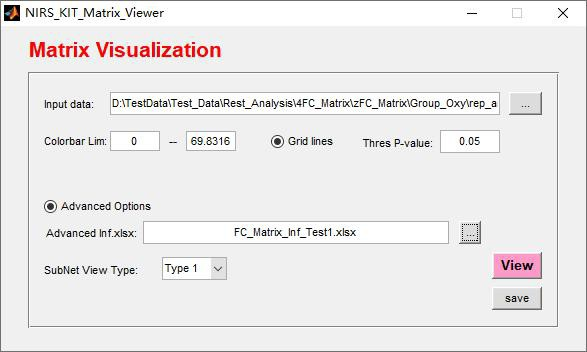 NIRS_KIT_Matrix_Viewer
Matrix Visualization
Input data: D:\TestData\Test_Data\Rest_Analysis\4FC_Matrix\zFC_Matrix\Group_Oxy\rep_a ...
Colorbar Lim: 0 -- 69.8316 Grid lines Thres P-value: 0.05
Advanced Options
Advanced Inf.xlsx: FC_Matrix_Inf_Test1.xlsx ...
SubNet View Type: Type 1
View
save